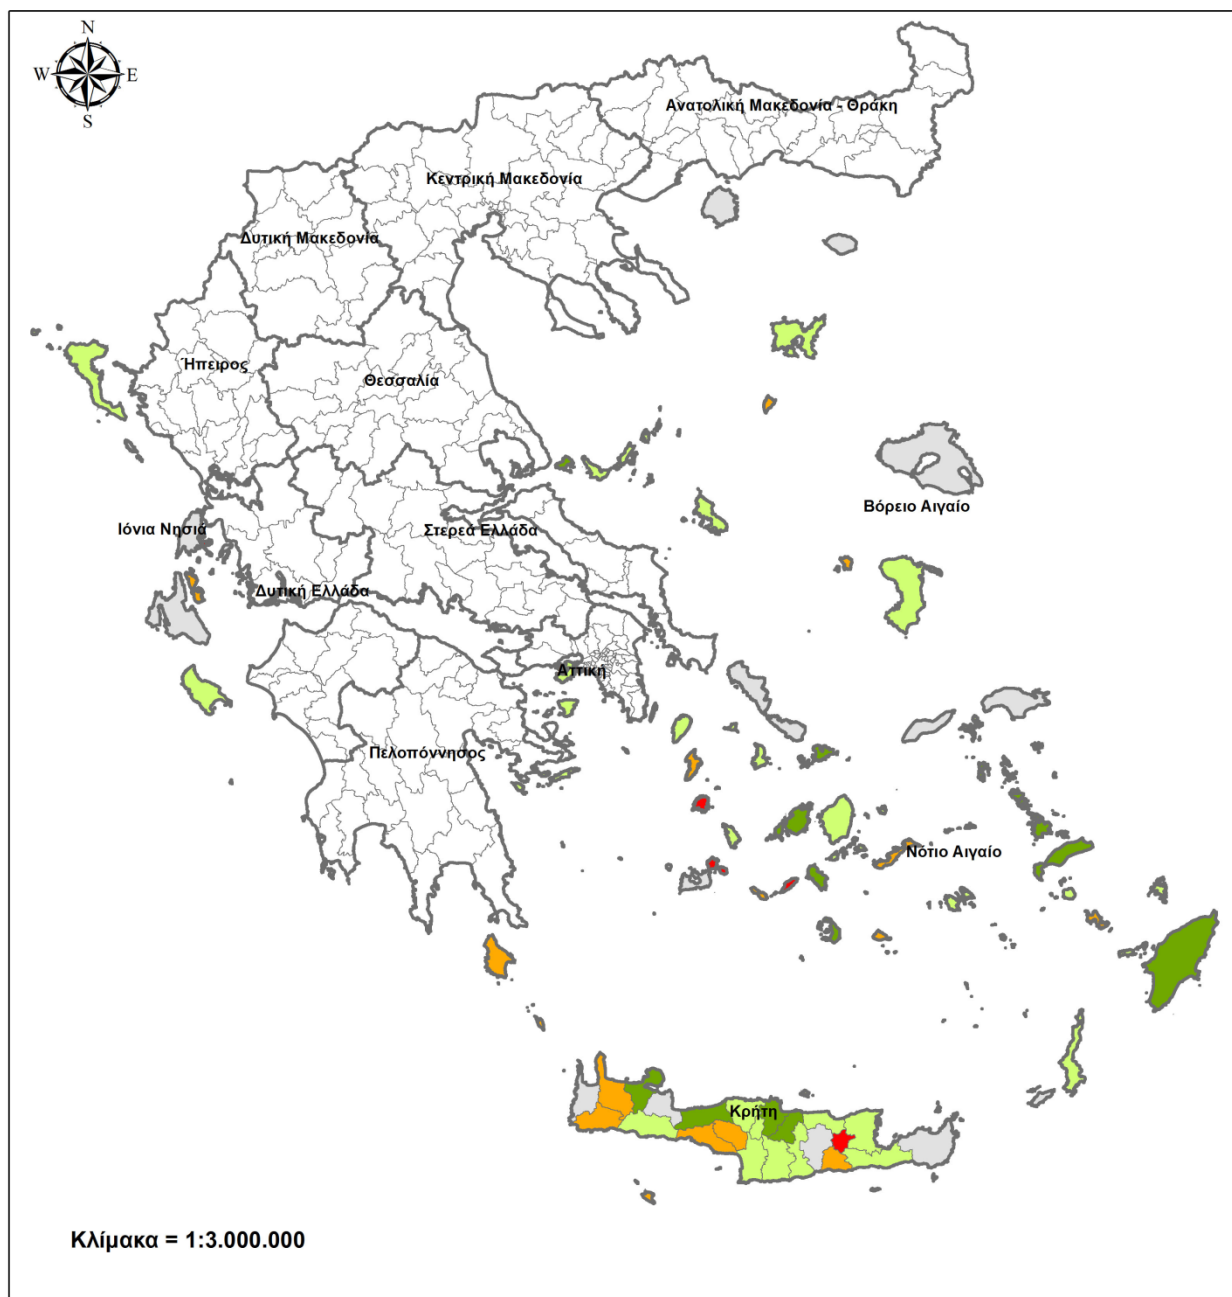 N
W E
S
Ανατολική Μακεδονία - Θράκη
Κεντρική Μακεδονία
Δυτική Μακεδονία
Ήπειρος
Θεσσαλία
Βόρειο Αιγαίο
Ιόνια Νησιά
Στερεά Ελλάδα
Δυτική Ελλάδα
Αττική
Πελοπόννησος
Νότιο Αιγαίο
Κρήτη
Κλίμακα = 1:3.000.000